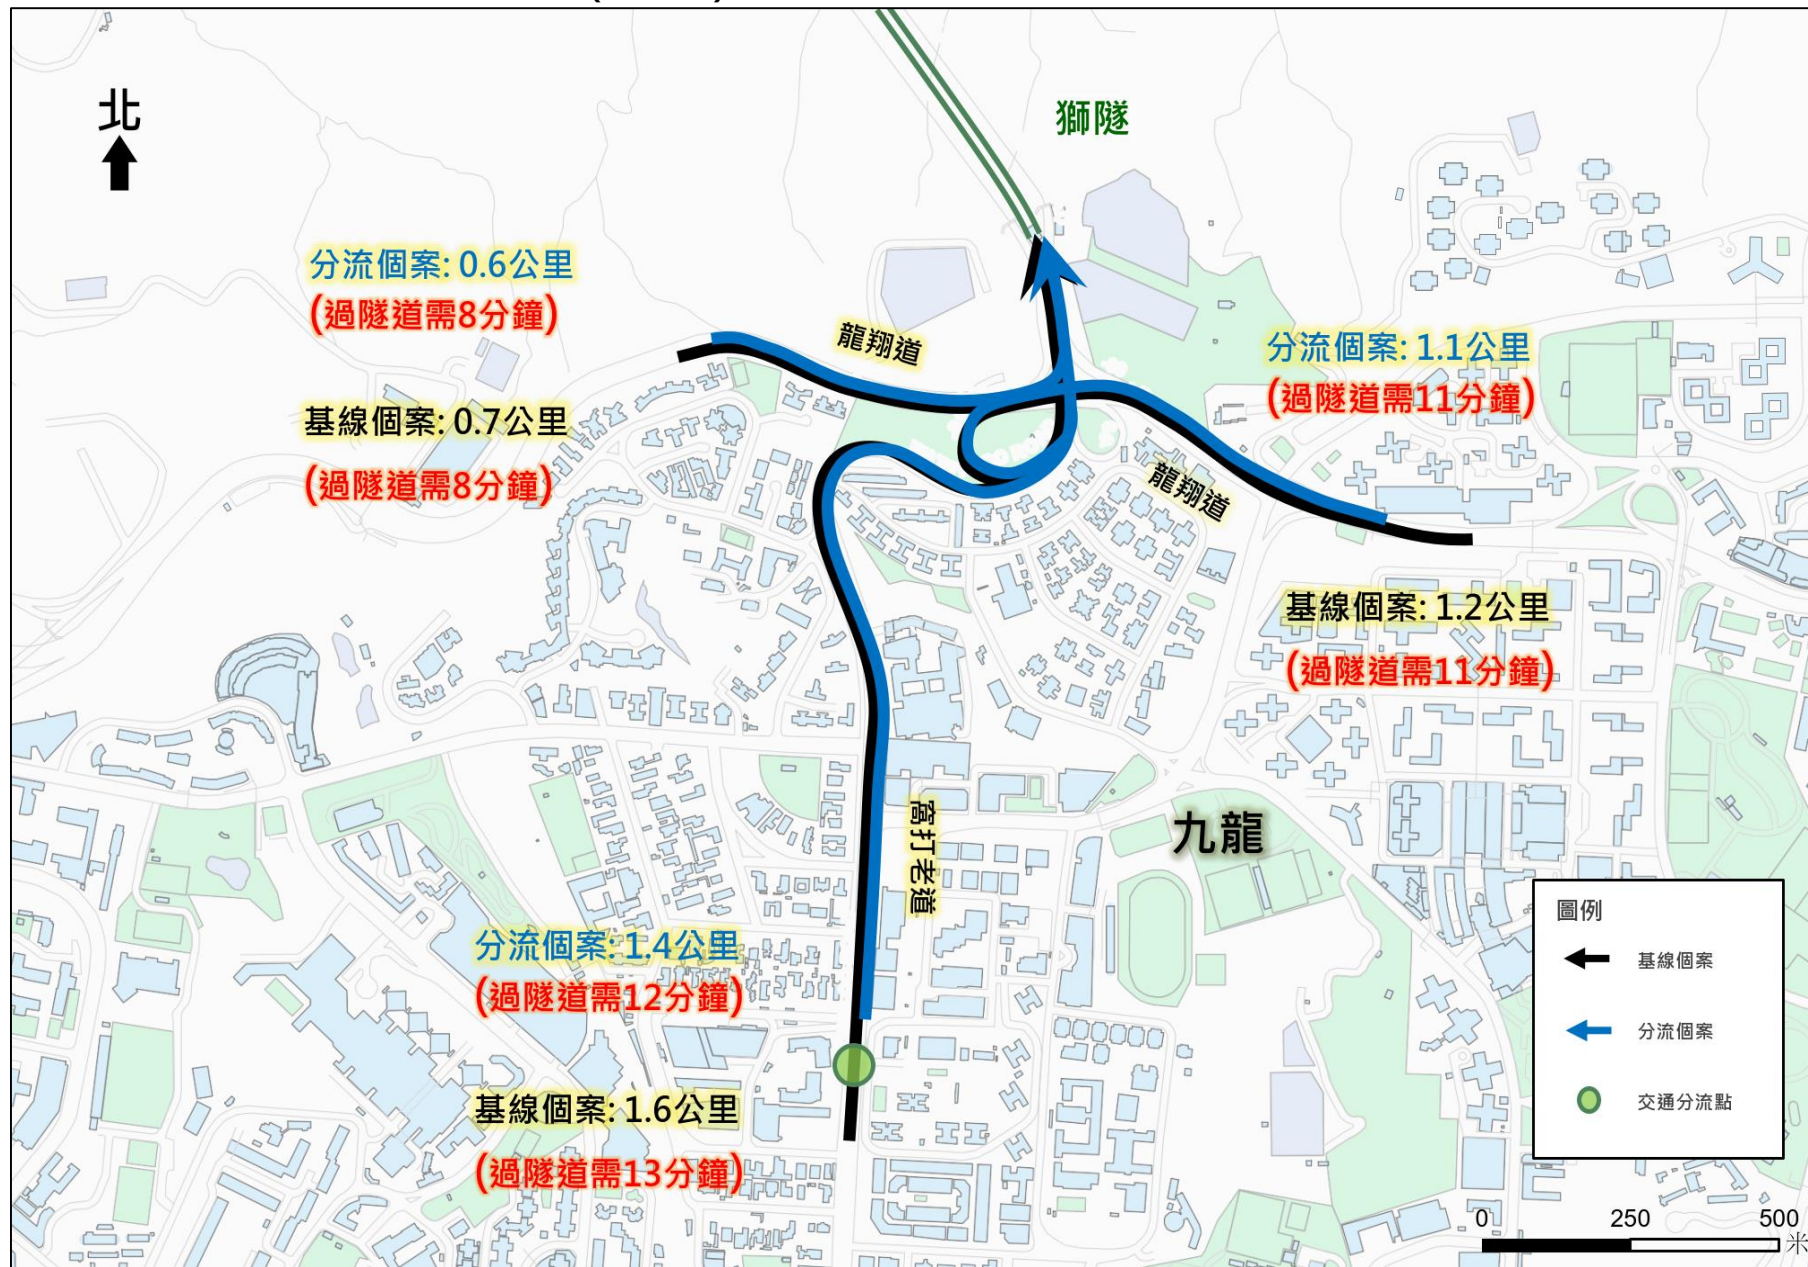 北
獅隧
分流個案: 0.6公里
(過隧道需8分鐘)
龍翔道
分流個案: 1.1公里
(過隧道需11分鐘)
基線個案: 0.7公里
(過隧道需8分鐘)
龍翔道
基線個案: 1.2公里
(過隧道需11分鐘)
窩打老道
九龍
分流個案: 1.4公里
(過隧道需12分鐘)
基線個案: 1.6公里
(過隧道需13分鐘)
圖例
基線個案
分流個案
交通分流點
0 250 500
米